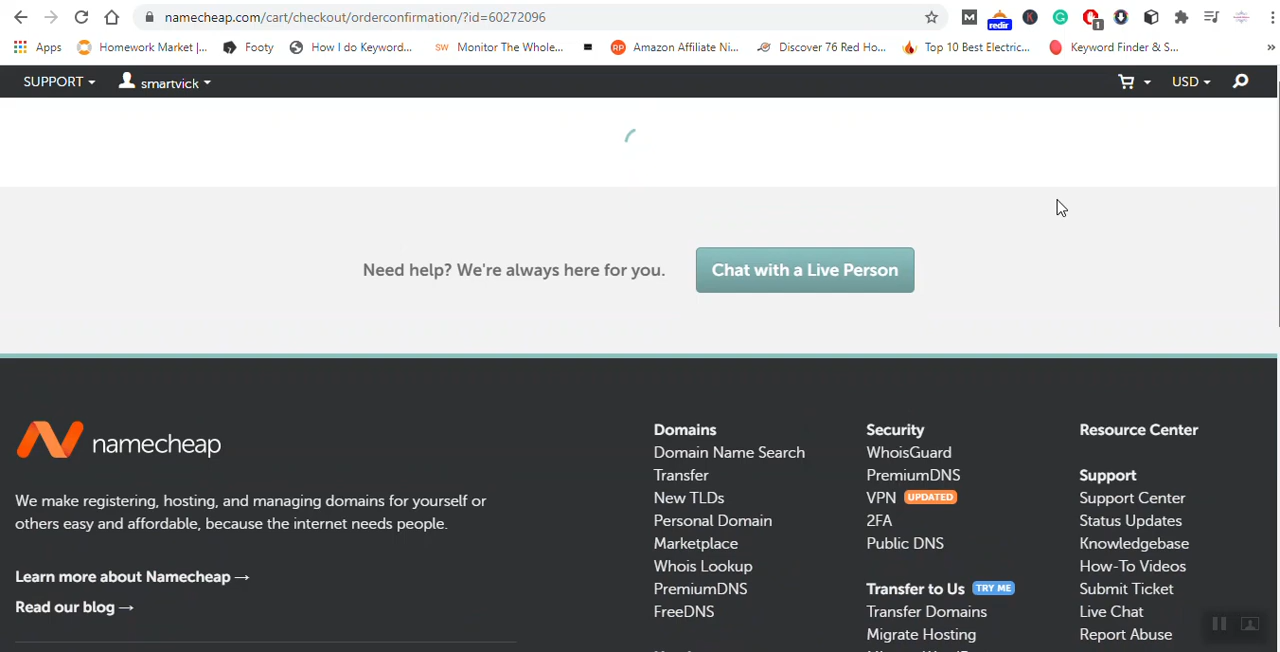 namecheap.com/cart/checkout/orderconfirmation/?id=60272096
M redir K G 1
Apps Homework Market |... Footy How I do Keyword... SW Monitor The Whole... RP Amazon Affiliate Ni... Discover 76 Red Ho... Top 10 Best Electric... Keyword Finder & S... »
SUPPORT smartvick USD
Need help? We're always here for you. Chat with a Live Person
namecheap
We make registering, hosting, and managing domains for yourself or
others easy and affordable, because the internet needs people.
Learn more about Namecheap →
Read our blog →
Domains
Domain Name Search
Transfer
New TLDs
Personal Domain
Marketplace
Whois Lookup
PremiumDNS
FreeDNS
Security
WhoisGuard
PremiumDNS
VPN UPDATED
2FA
Public DNS
Transfer to Us TRY ME
Transfer Domains
Migrate Hosting
Resource Center
Support
Support Center
Status Updates
Knowledgebase
How-To Videos
Submit Ticket
Live Chat
Report Abuse